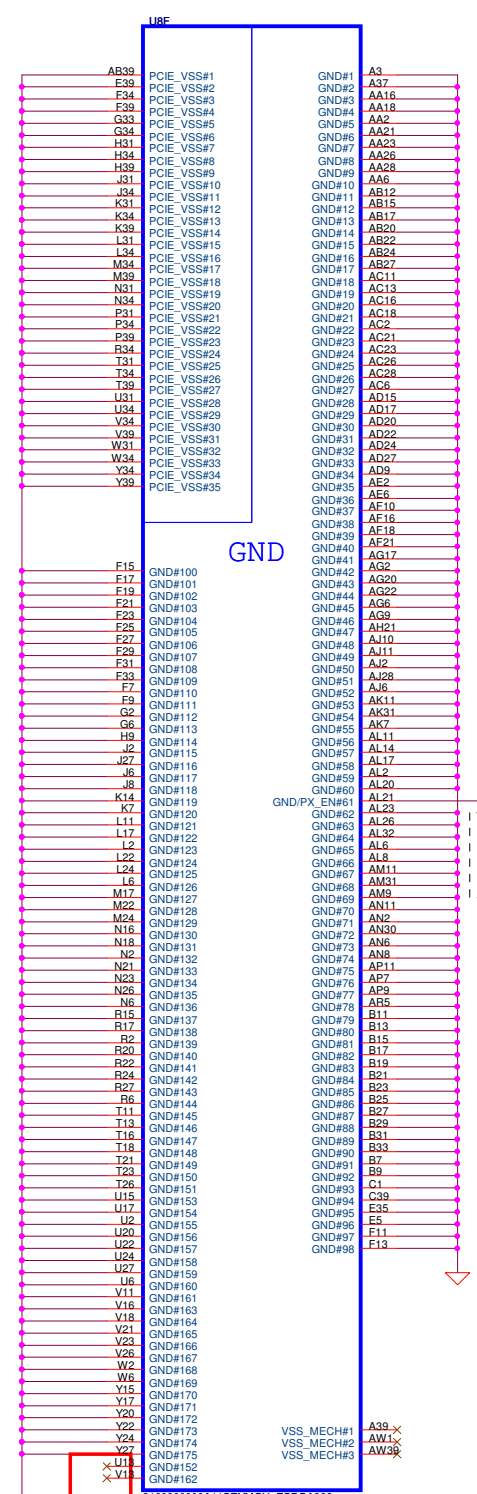 U8F
AB39 PCIE_VSS#1
E39 PCIE_VSS#2
F34 PCIE_VSS#3
F39 PCIE_VSS#4
G33 PCIE_VSS#5
G34 PCIE_VSS#6
H31 PCIE_VSS#7
H34 PCIE_VSS#8
H39 PCIE_VSS#9
J31 PCIE_VSS#10
J34 PCIE_VSS#11
K31 PCIE_VSS#12
K34 PCIE_VSS#13
K39 PCIE_VSS#14
L31 PCIE_VSS#15
L34 PCIE_VSS#16
M34 PCIE_VSS#17
M39 PCIE_VSS#18
N31 PCIE_VSS#19
N34 PCIE_VSS#20
P31 PCIE_VSS#21
P34 PCIE_VSS#22
P39 PCIE_VSS#23
R34 PCIE_VSS#24
T31 PCIE_VSS#25
T34 PCIE_VSS#26
T39 PCIE_VSS#27
U31 PCIE_VSS#28
U34 PCIE_VSS#29
V34 PCIE_VSS#30
V39 PCIE_VSS#31
W31 PCIE_VSS#32
W34 PCIE_VSS#33
Y34 PCIE_VSS#34
Y39 PCIE_VSS#35
GND
F15 GND#100
F17 GND#101
F19 GND#102
F21 GND#103
F23 GND#104
F25 GND#105
F27 GND#106
F29 GND#107
F31 GND#108
F33 GND#109
F7 GND#110
F9 GND#111
G2 GND#112
G6 GND#113
H9 GND#114
J2 GND#115
J27 GND#116
J6 GND#117
J8 GND#118
K14 GND#119
K7 GND#120
L11 GND#121
L17 GND#122
L2 GND#123
L22 GND#124
L24 GND#125
L6 GND#126
M17 GND#127
M22 GND#128
M24 GND#129
N16 GND#130
N18 GND#131
N2 GND#132
N21 GND#133
N23 GND#134
N26 GND#135
N6 GND#136
R15 GND#137
R17 GND#138
R2 GND#139
R20 GND#140
R22 GND#141
R24 GND#142
R27 GND#143
R6 GND#144
T11 GND#145
T13 GND#146
T16 GND#147
T18 GND#148
T21 GND#149
T23 GND#150
T26 GND#151
U15 GND#153
U17 GND#154
U2 GND#155
U20 GND#156
U22 GND#157
U24 GND#158
U27 GND#159
U6 GND#160
V11 GND#161
V16 GND#163
V18 GND#164
V21 GND#165
V23 GND#166
V26 GND#167
W2 GND#168
W6 GND#169
Y15 GND#170
Y17 GND#171
Y20 GND#172
Y22 GND#173
Y24 GND#174
Y27 GND#175
U13 GND#152
V13 GND#162
GND#1 A3
GND#2 A37
GND#3 AA16
GND#4 AA18
GND#5 AA2
GND#6 AA21
GND#7 AA23
GND#8 AA26
GND#9 AA28
GND#10 AA6
GND#11 AB12
GND#12 AB15
GND#13 AB17
GND#14 AB20
GND#15 AB22
GND#16 AB24
GND#17 AB27
GND#18 AC11
GND#19 AC13
GND#20 AC16
GND#21 AC18
GND#22 AC2
GND#23 AC21
GND#24 AC23
GND#25 AC26
GND#26 AC28
GND#27 AC6
GND#28 AD15
GND#29 AD17
GND#30 AD20
GND#31 AD22
GND#32 AD24
GND#33 AD27
GND#34 AD9
GND#35 AE2
GND#36 AE6
GND#37 AF10
GND#38 AF16
GND#39 AF18
GND#40 AF21
GND#41 AG17
GND#42 AG2
GND#43 AG20
GND#44 AG22
GND#45 AG6
GND#46 AG9
GND#47 AH21
GND#48 AJ10
GND#49 AJ11
GND#50 AJ2
GND#51 AJ28
GND#52 AJ6
GND#53 AK11
GND#54 AK31
GND#55 AK7
GND#56 AL11
GND#57 AL14
GND#58 AL17
GND#59 AL2
GND#60 AL20
GND/PX_EN#61 AL21
GND#62 AL23
GND#63 AL26
GND#64 AL32
GND#65 AL6
GND#66 AL8
GND#67 AM11
GND#68 AM31
GND#69 AM9
GND#70 AN11
GND#71 AN2
GND#72 AN30
GND#73 AN6
GND#74 AN8
GND#75 AP11
GND#76 AP7
GND#77 AP9
GND#78 AR5
GND#79 B11
GND#80 B13
GND#81 B15
GND#82 B17
GND#83 B19
GND#84 B21
GND#85 B23
GND#86 B25
GND#87 B27
GND#88 B29
GND#89 B31
GND#90 B33
GND#91 B7
GND#92 B9
GND#93 C1
GND#94 C39
GND#95 E35
GND#96 E5
GND#97 F11
GND#98 F13
VSS_MECH#1 A39
VSS_MECH#2 AW1
VSS_MECH#3 AW39